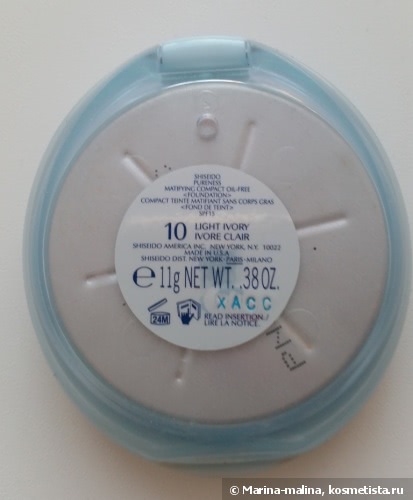 SHISEIDO
PURENESS
MATIFYING COMPACT OIL-FREE
<FOUNDATION>
COMPACT TEINTE MATIFIANT SANS CORPS GRAS
<FOND DE TEINT>
SPF15
10 LIGHT IVORY
IVOIRE CLAIR
SHISEIDO AMERICA INC. NEW YORK, N.Y. 10022
MADE IN U.S.A
SHISEIDO DIST. NEW YORK-PARIS-MILANO
e 11g NET WT. .38 OZ.
XACC
24M
READ INSERTION./
LIRE LA NOTICE.
© Marina-malina, kosmetista.ru